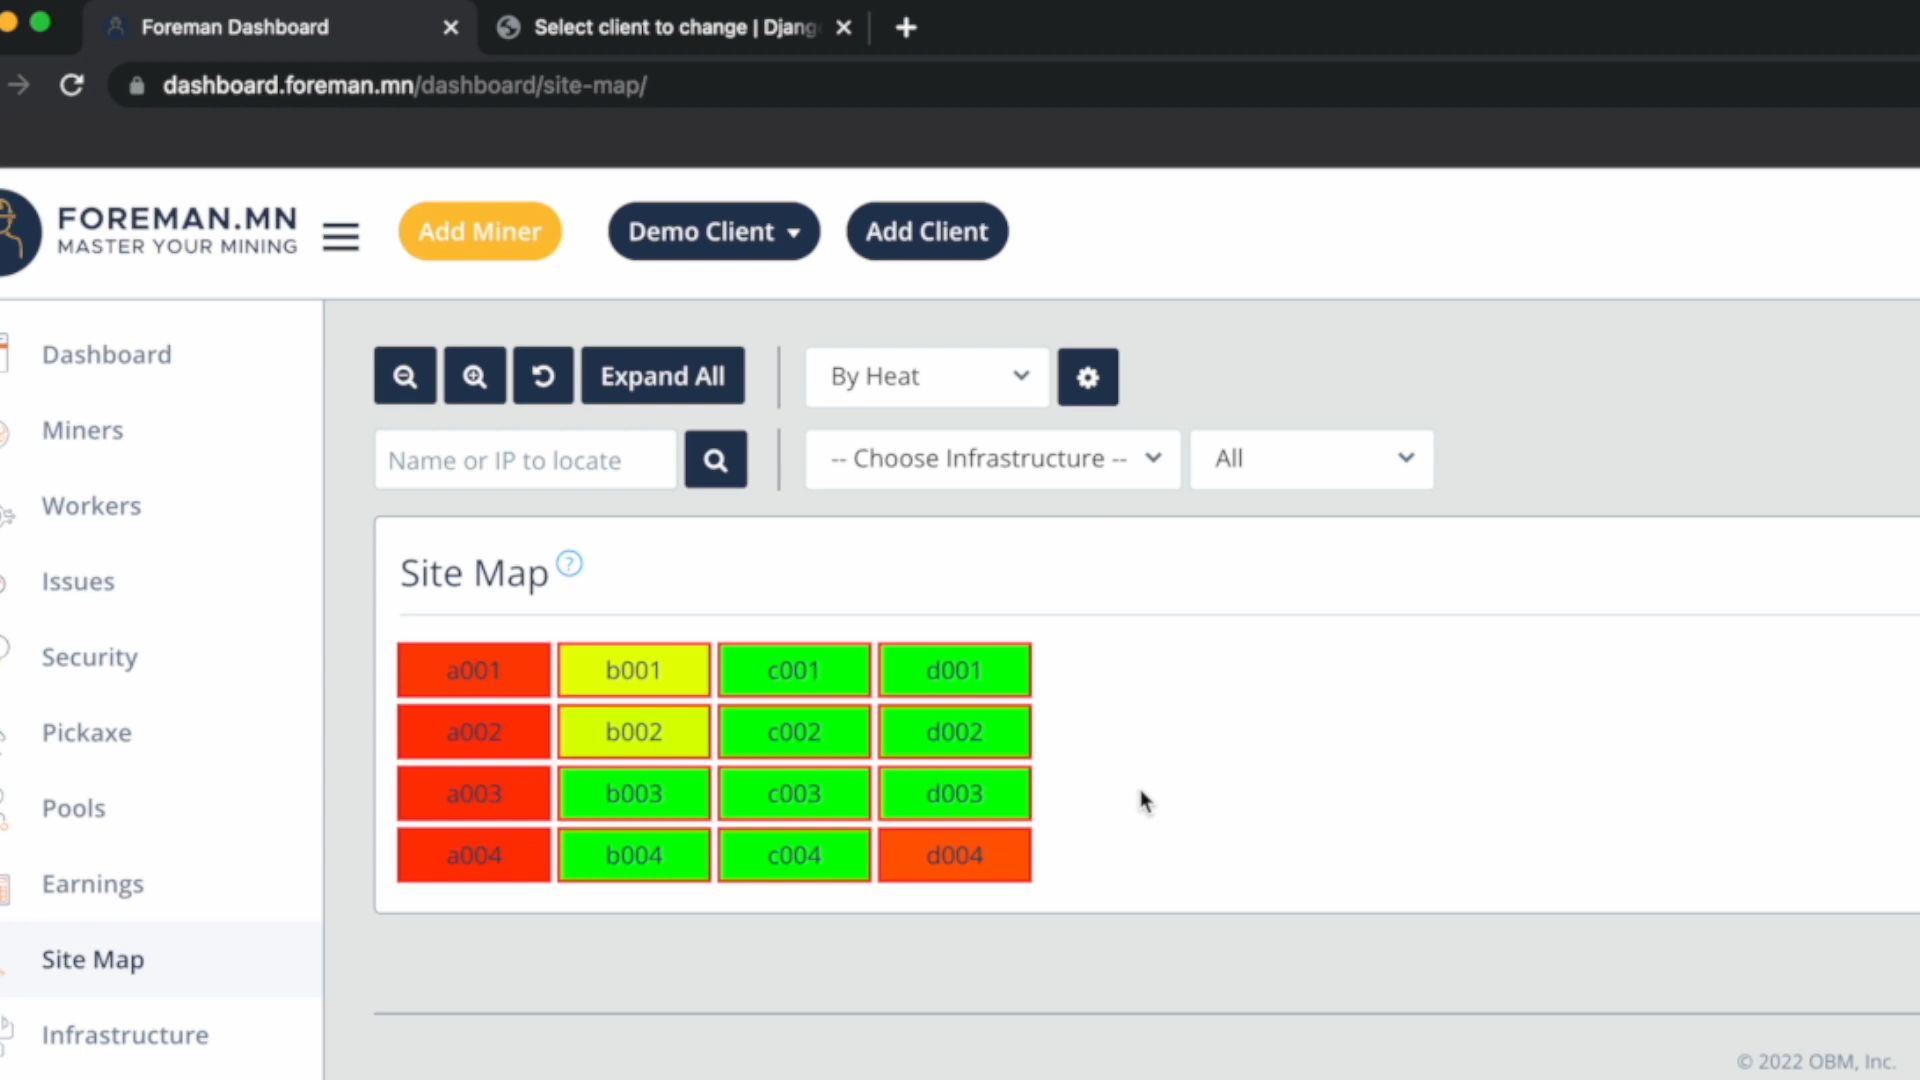 Foreman Dashboard
Select client to change | Djang
dashboard.foreman.mn/dashboard/site-map/
FOREMAN.MN
MASTER YOUR MINING
Add Miner
Demo Client
Add Client
Dashboard
Miners
Workers
Issues
Security
Pickaxe
Pools
Earnings
Site Map
Infrastructure
Expand All
By Heat
Name or IP to locate
-- Choose Infrastructure --
All
Site Map ?
a001 b001 c001 d001
a002 b002 c002 d002
a003 b003 c003 d003
a004 b004 c004 d004
© 2022 OBM, Inc.